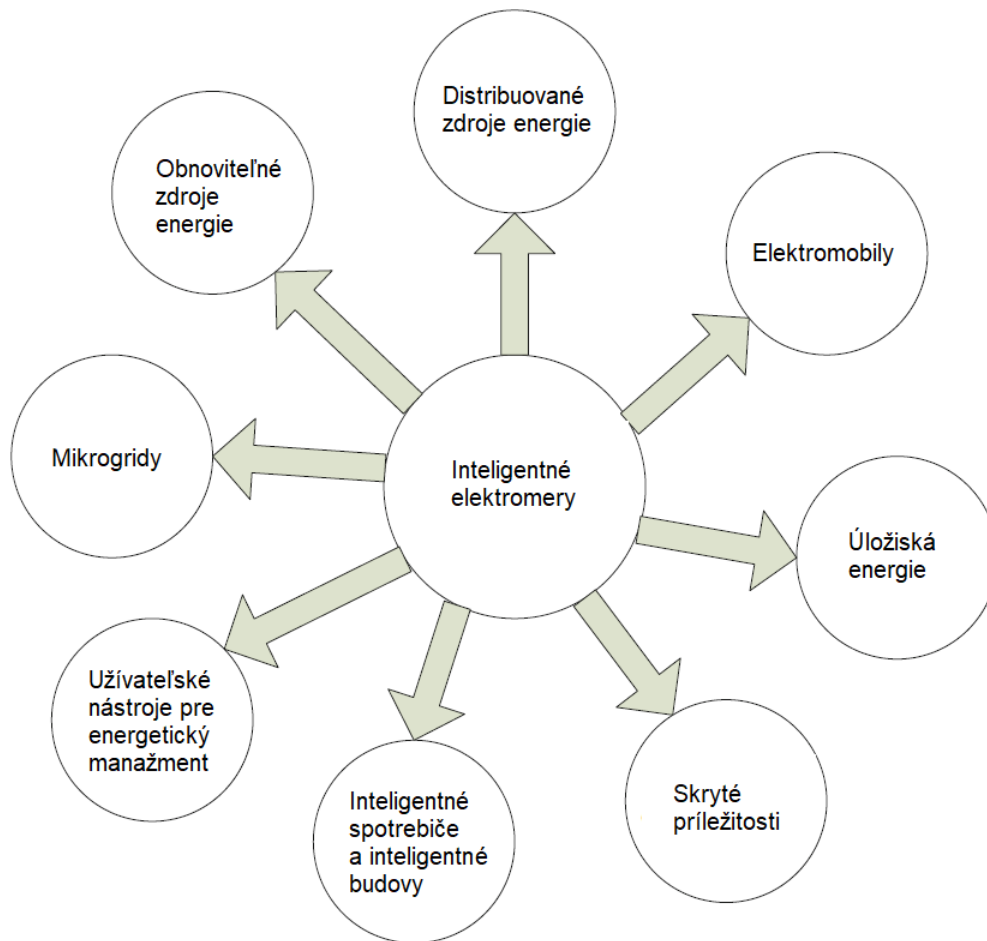 Distribuované
zdroje energie
Obnoviteľné
zdroje
energie
Elektromobily
Mikrogridy
Inteligentné
elektromery
Úložiská
energie
Užívateľské
nástroje pre
energetický
manažment
Inteligentné
spotrebiče
a inteligentné
budovy
Skryté
príležitosti